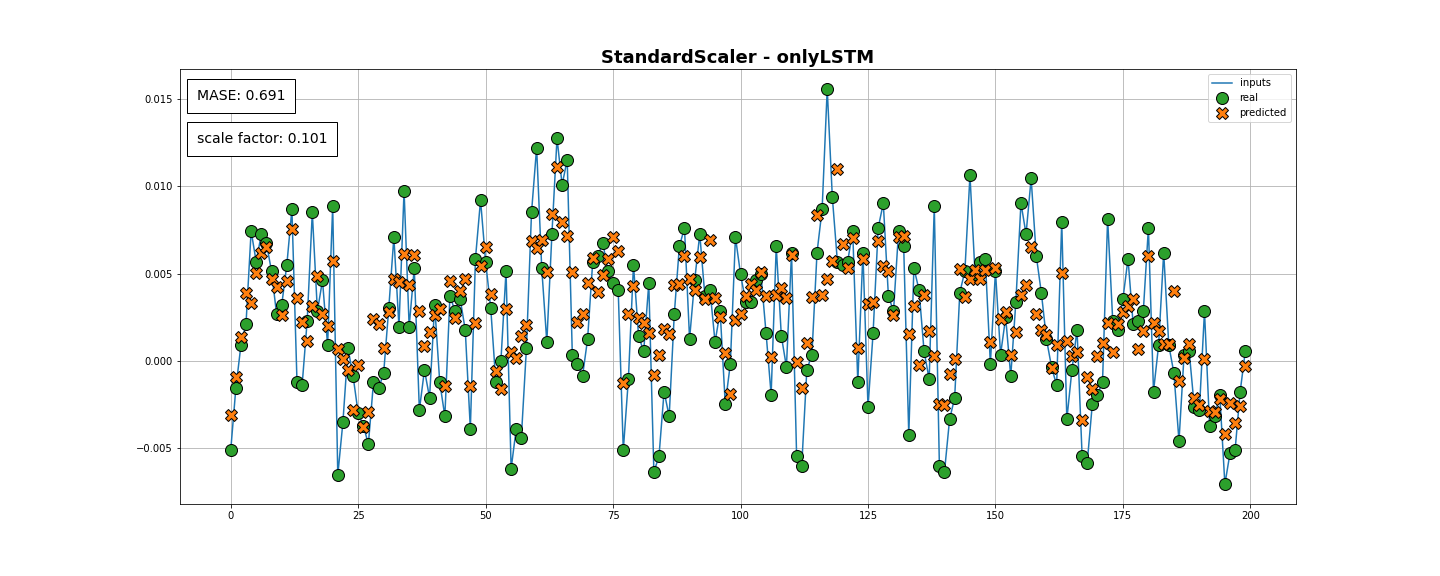 StandardScaler - onlyLSTM
MASE: 0.691
scale factor: 0.101
inputs
real
predicted
0.015
0.010
0.005
0.000
−0.005
0 25 50 75 100 125 150 175 200